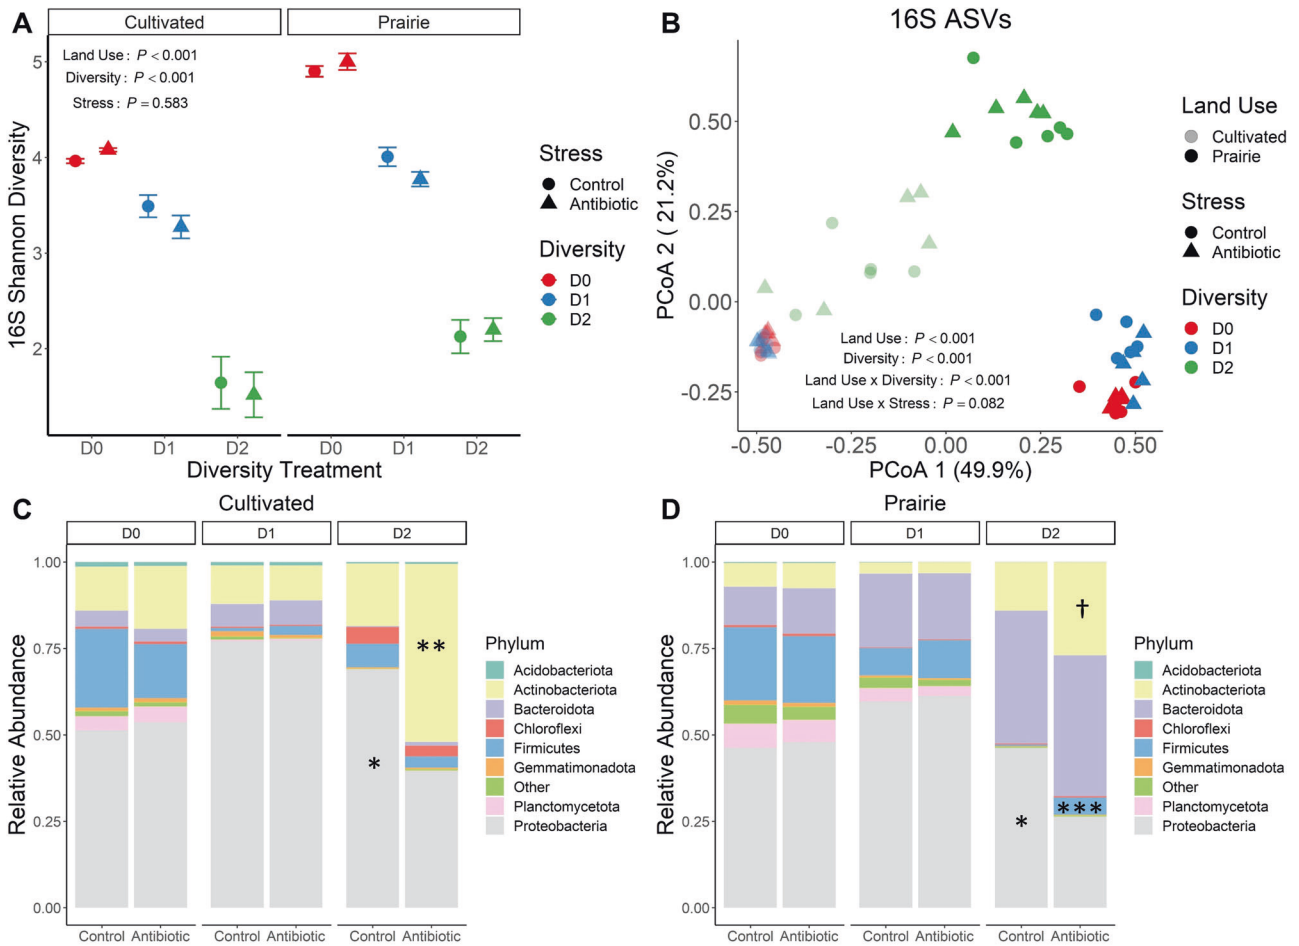 A
Cultivated
Prairie
Land Use : P < 0.001
Diversity : P < 0.001
Stress : P = 0.583
5
4
3
2
16S Shannon Diversity
D0
D1
D2
D0
D1
D2
Diversity Treatment
Stress
Control
Antibiotic
Diversity
D0
D1
D2
B
16S ASVs
0.50
0.25
0.00
-0.25
PCoA 2 ( 21.2%)
Land Use : P < 0.001
Diversity : P < 0.001
Land Use x Diversity : P < 0.001
Land Use x Stress : P = 0.082
-0.50
-0.25
0.00
0.25
0.50
PCoA 1 (49.9%)
Land Use
Cultivated
Prairie
Stress
Control
Antibiotic
Diversity
D0
D1
D2
C
Cultivated
D0
D1
D2
1.00
0.75
0.50
0.25
0.00
Relative Abundance
**
*
Control
Antibiotic
Control
Antibiotic
Control
Antibiotic
Phylum
Acidobacteriota
Actinobacteriota
Bacteroidota
Chloroflexi
Firmicutes
Gemmatimonadota
Other
Planctomycetota
Proteobacteria
D
Prairie
D0
D1
D2
1.00
0.75
0.50
0.25
0.00
Relative Abundance
†
***
*
Control
Antibiotic
Control
Antibiotic
Control
Antibiotic
Phylum
Acidobacteriota
Actinobacteriota
Bacteroidota
Chloroflexi
Firmicutes
Gemmatimonadota
Other
Planctomycetota
Proteobacteria